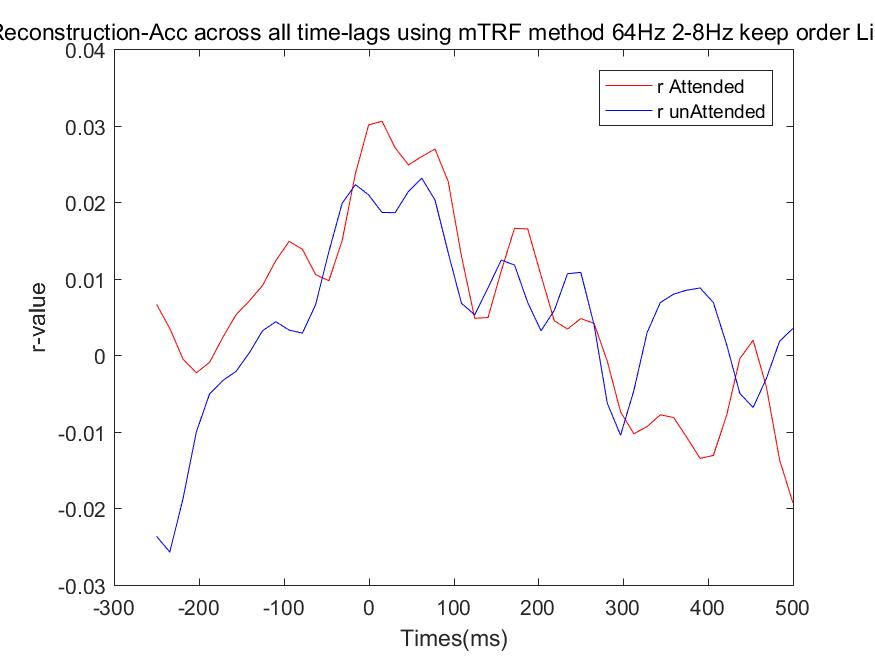 Reconstruction-Acc across all time-lags using mTRF method 64Hz 2-8Hz keep order Li
0.04
0.03
0.02
0.01
0
-0.01
-0.02
-0.03
r-value
r Attended
r unAttended
-300 -200 -100 0 100 200 300 400 500
Times(ms)